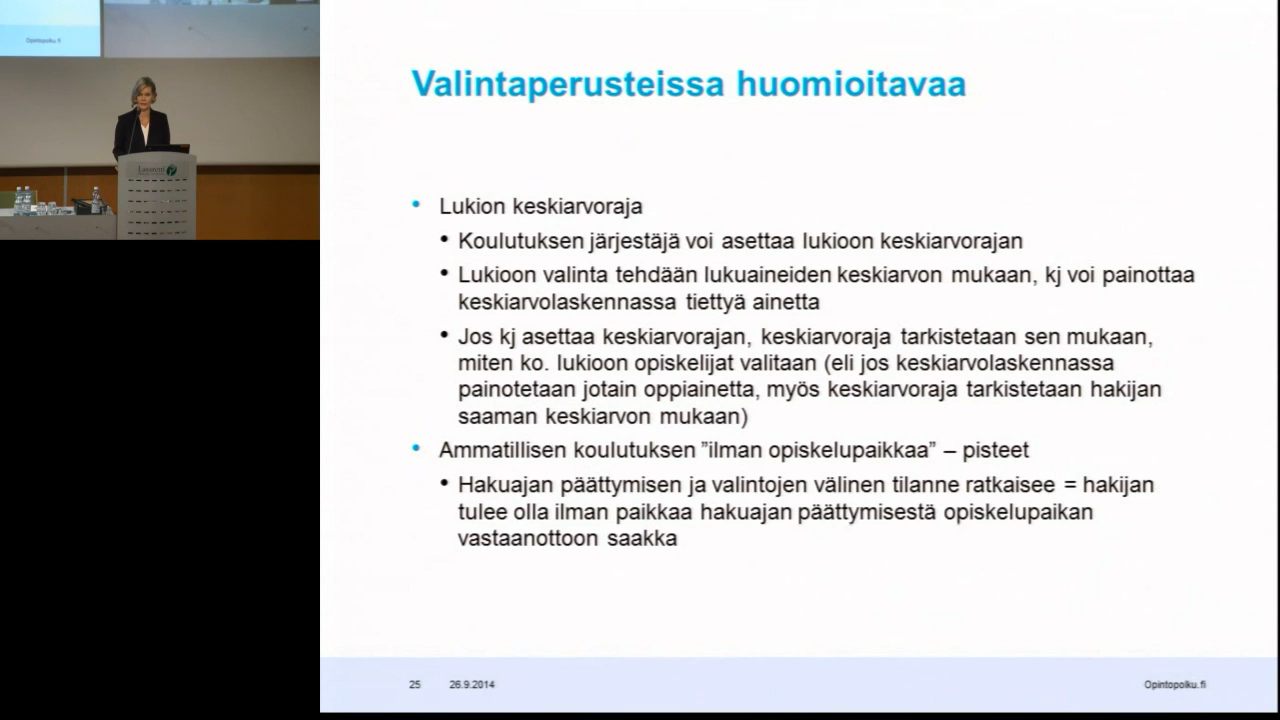 Opintopolku.fi
Laurentius
Valintaperusteissa huomioitavaa
• Lukion keskiarvoraja
• Koulutuksen järjestäjä voi asettaa lukioon keskiarvorajan
• Lukioon valinta tehdään lukuaineiden keskiarvon mukaan, kj voi painottaa
keskiarvolaskennassa tiettyä ainetta
• Jos kj asettaa keskiarvorajan, keskiarvoraja tarkistetaan sen mukaan,
miten ko. lukioon opiskelijat valitaan (eli jos keskiarvolaskennassa
painotetaan jotain oppiainetta, myös keskiarvoraja tarkistetaan hakijan
saaman keskiarvon mukaan)
• Ammatillisen koulutuksen ”ilman opiskelupaikkaa” – pisteet
• Hakuajan päättymisen ja valintojen välinen tilanne ratkaisee = hakijan
tulee olla ilman paikkaa hakuajan päättymisestä opiskelupaikan
vastaanottoon saakka
25 26.9.2014 Opintopolku.fi